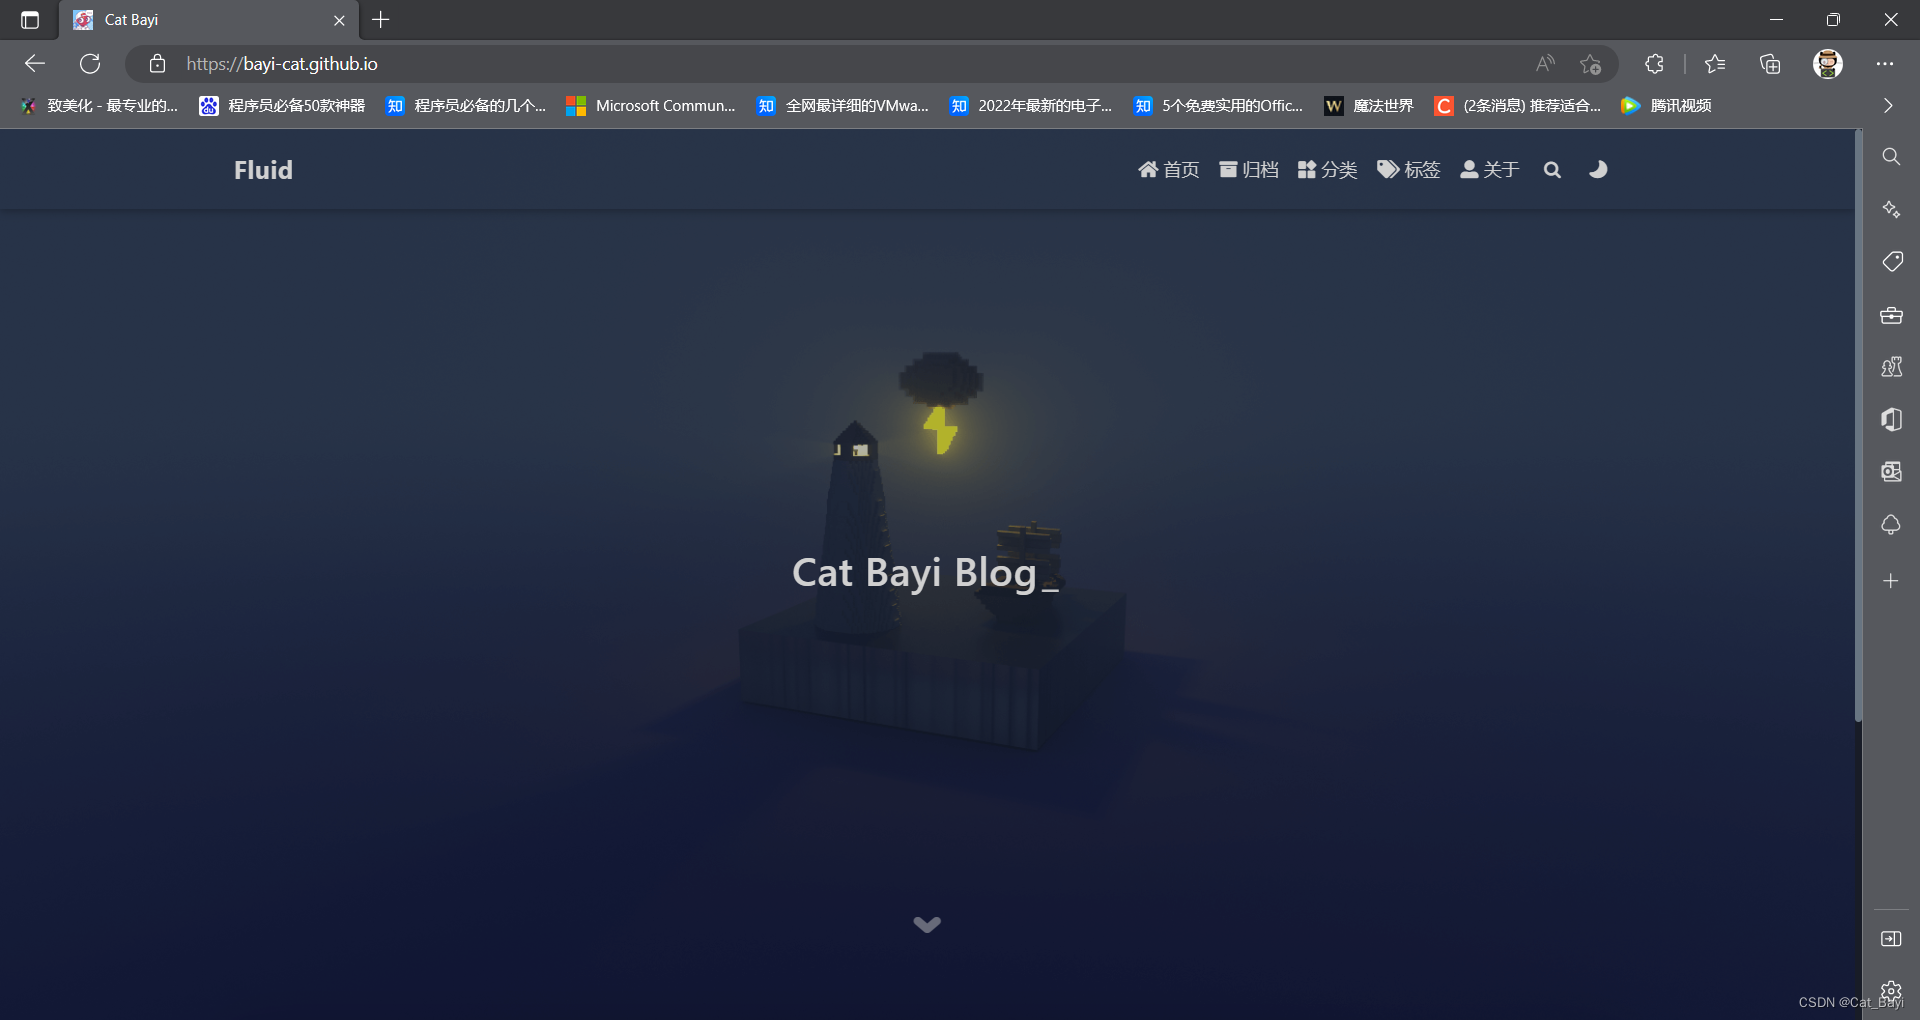 Cat Bayi
https://bayi-cat.github.io
致美化 - 最专业的... 程序员必备50款神器 知 程序员必备的几个... Microsoft Commun... 知 全网最详细的VMwa... 知 2022年最新的电子... 知 5个免费实用的Offic... W 魔法世界 C (2条消息) 推荐适合... 腾讯视频
Fluid 首页 归档 分类 标签 关于
Cat Bayi Blog_
CSDN @Cat_Bayi